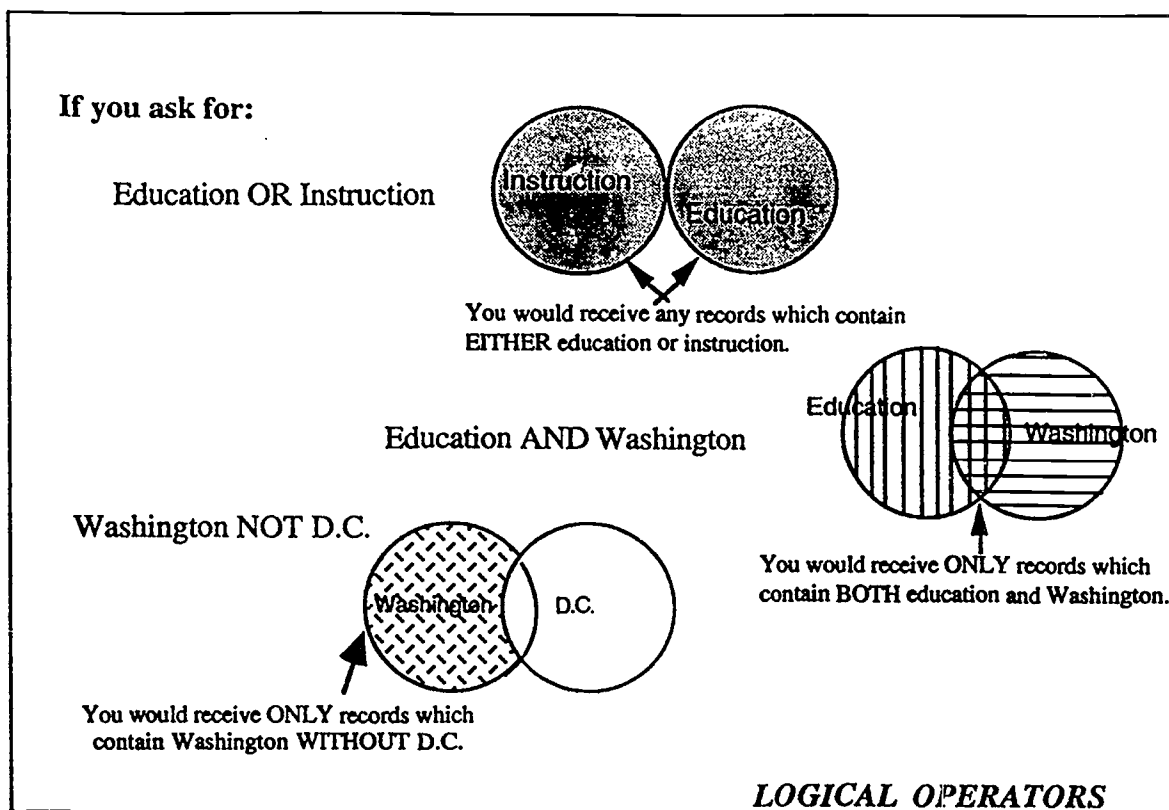 If you ask for:
Education OR Instruction
Instruction
Education
You would receive any records which contain
EITHER education or instruction.
Education AND Washington
Education
Washington
You would receive ONLY records which
contain BOTH education and Washington.
Washington NOT D.C.
Washington
D.C.
You would receive ONLY records which
contain Washington WITHOUT D.C.
LOGICAL OPERATORS